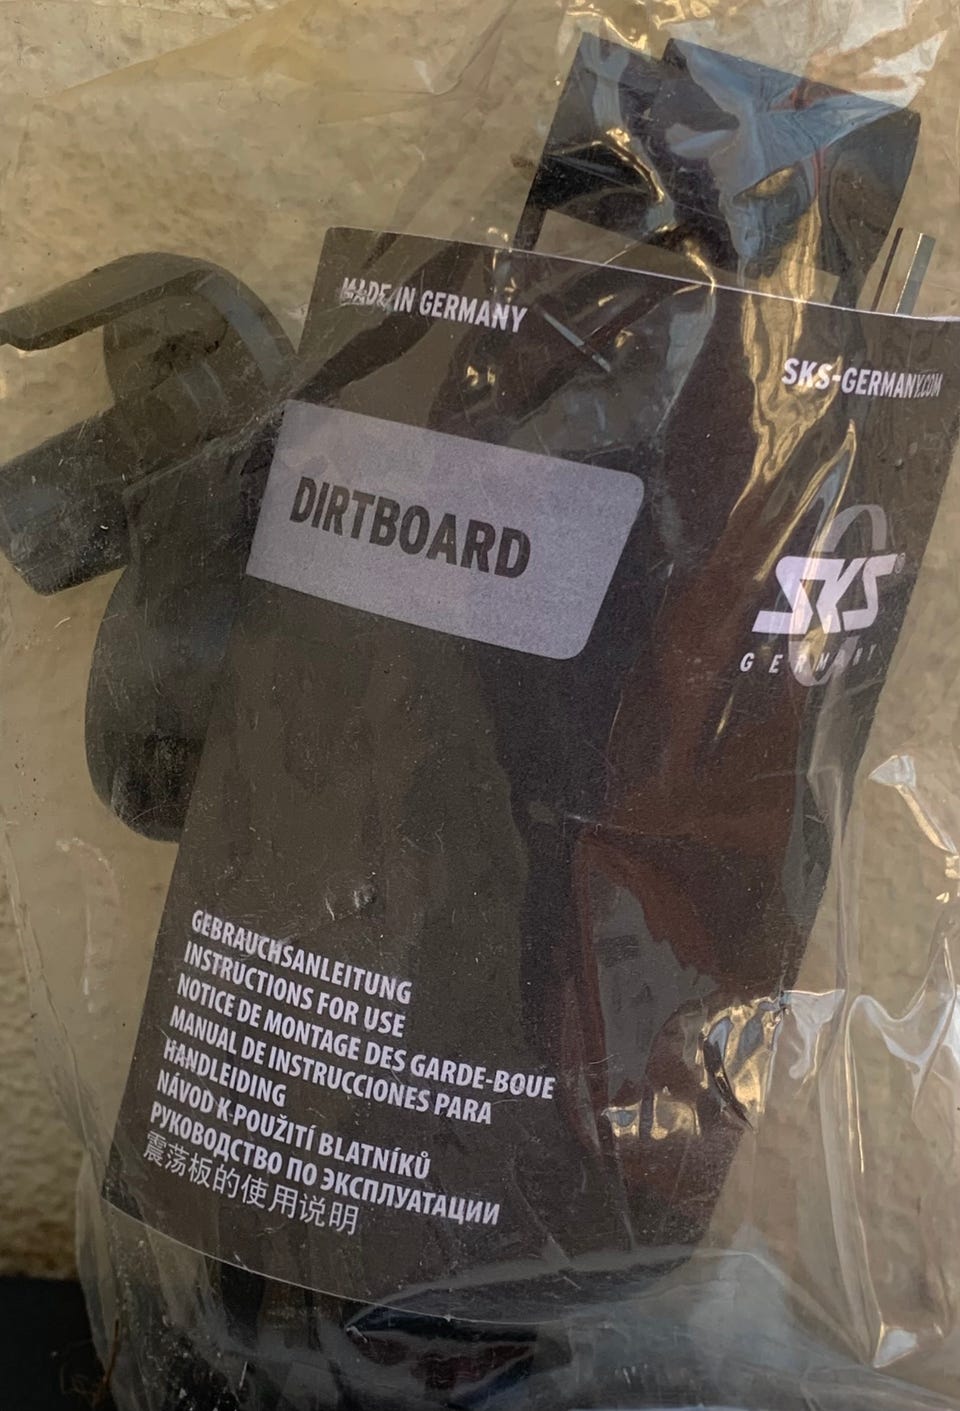 MADE IN GERMANY
SKS-GERMANY.COM
DIRTBOARD
SKS®
GERMANY
GEBRAUCHSANLEITUNG
INSTRUCTIONS FOR USE
NOTICE DE MONTAGE DES GARDE-BOUE
MANUAL DE INSTRUCCIONES PARA
HANDLEIDING
NÁVOD K POUŽITÍ BLATNÍKŮ
РУКОВОДСТВО ПО ЭКСПЛУАТАЦИИ
震荡板的使用说明